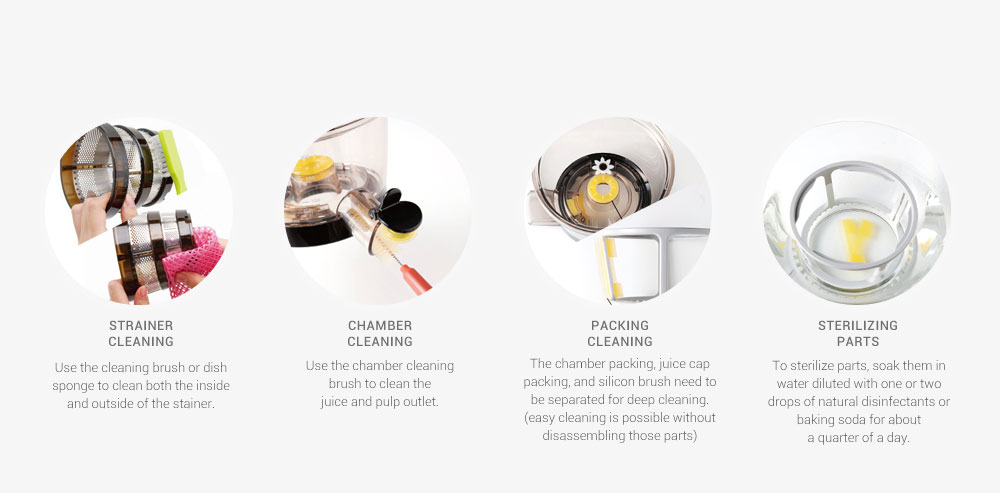 STRAINER
CLEANING
Use the cleaning brush or dish
sponge to clean both the inside
and outside of the stainer.
CHAMBER
CLEANING
Use the chamber cleaning
brush to clean the
juice and pulp outlet.
PACKING
CLEANING
The chamber packing, juice cap
packing, and silicon brush need to
be separated for deep cleaning.
(easy cleaning is possible without
disassembling those parts)
STERILIZING
PARTS
To sterilize parts, soak them in
water diluted with one or two
drops of natural disinfectants or
baking soda for about
a quarter of a day.